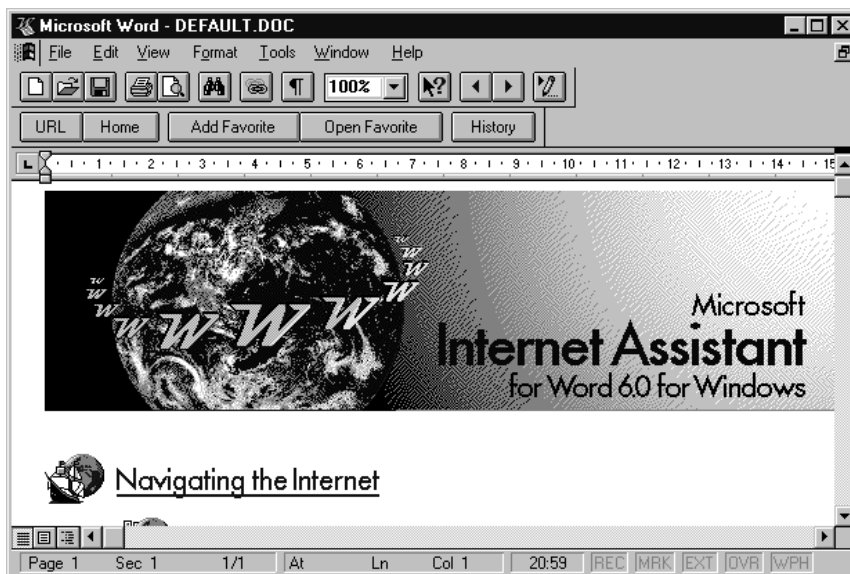 Microsoft Word - DEFAULT.DOC
File Edit View Format Tools Window Help
100%
URL Home Add Favorite Open Favorite History
1 2 3 4 5 6 7 8 9 10 11 12 13 14 15
W W W W W W W W W W W W
Microsoft
Internet Assistant
for Word 6.0 for Windows
Navigating the Internet
Page 1 Sec 1 1/1 At Ln Col 1 20:59 REC MRK EXT OVR WPH